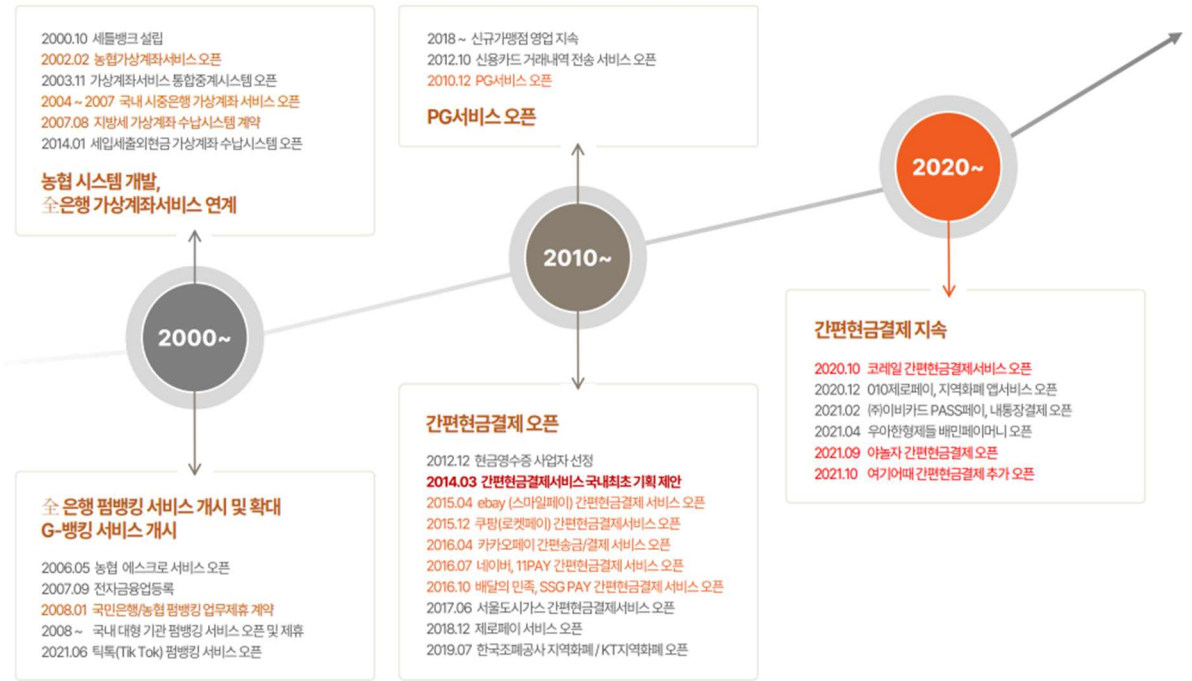 2000.10 세틀뱅크 설립
2002.02 농협가상계좌서비스 오픈
2003.11 가상계좌서비스 통합중계시스템 오픈
2004 ~ 2007 국내 시중은행 가상계좌 서비스 오픈
2007.08 지방세 가상계좌 수납시스템 계약
2014.01 세입세출외현금 가상계좌 수납시스템 오픈
농협 시스템 개발,
全은행 가상계좌서비스 연계
2000~
全 은행 펌뱅킹 서비스 개시 및 확대
G-뱅킹 서비스 개시
2006.05 농협 에스크로 서비스 오픈
2007.09 전자금융업등록
2008.01 국민은행/농협 펌뱅킹 업무제휴 계약
2008 ~ 국내 대형 기관 펌뱅깅 서비스 오픈 및 제휴
2021.06 틱톡(Tik Tok) 펌뱅킹 서비스 오픈
2018 ~ 신규가맹점 영업 지속
2012.10 신용카드 거래내역 전송 서비스 오픈
2010.12 PG서비스 오픈
PG서비스 오픈
2010~
간편현금결제 오픈
2012.12 현금영수증 사업자 선정
2014.03 간편현금결제서비스 국내최초 기획 제안
2015.04 ebay (스마일페이) 간편현금결제 서비스 오픈
2015.12 쿠팡(로켓페이) 간편현금결제서비스 오픈
2016.04 카카오페이 간편송금/결제 서비스 오픈
2016.07 네이버, 11PAY 간편현금결제 서비스 오픈
2016.10 배달의 민족, SSG PAY 간편현금결제 서비스 오픈
2017.06 서울도시가스 간편현금결제서비스 오픈
2018.12 제로페이 서비스 오픈
2019.07 한국조폐공사 지역화폐 / KT지역화폐 오픈
2020~
간편현금결제 지속
2020.10 코레일 간편현금결제서비스 오픈
2020.12 010제로페이, 지역화폐 앱서비스 오픈
2021.02 ㈜이비카드 PASS페이, 내통장결제 오픈
2021.04 우아한형제들 배민페이머니 오픈
2021.09 야놀자 간편현금결제 오픈
2021.10 여기어때 간편현금결제 추가 오픈